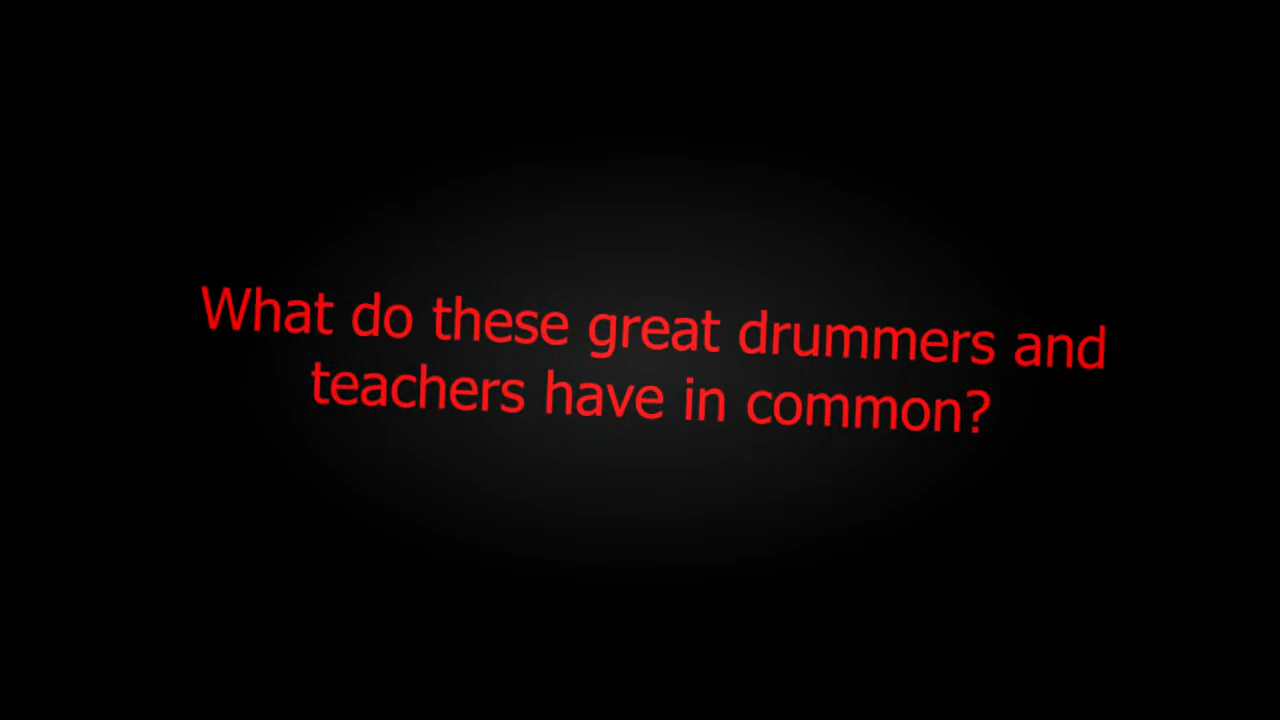 What do these great drummers and
teachers have in common?